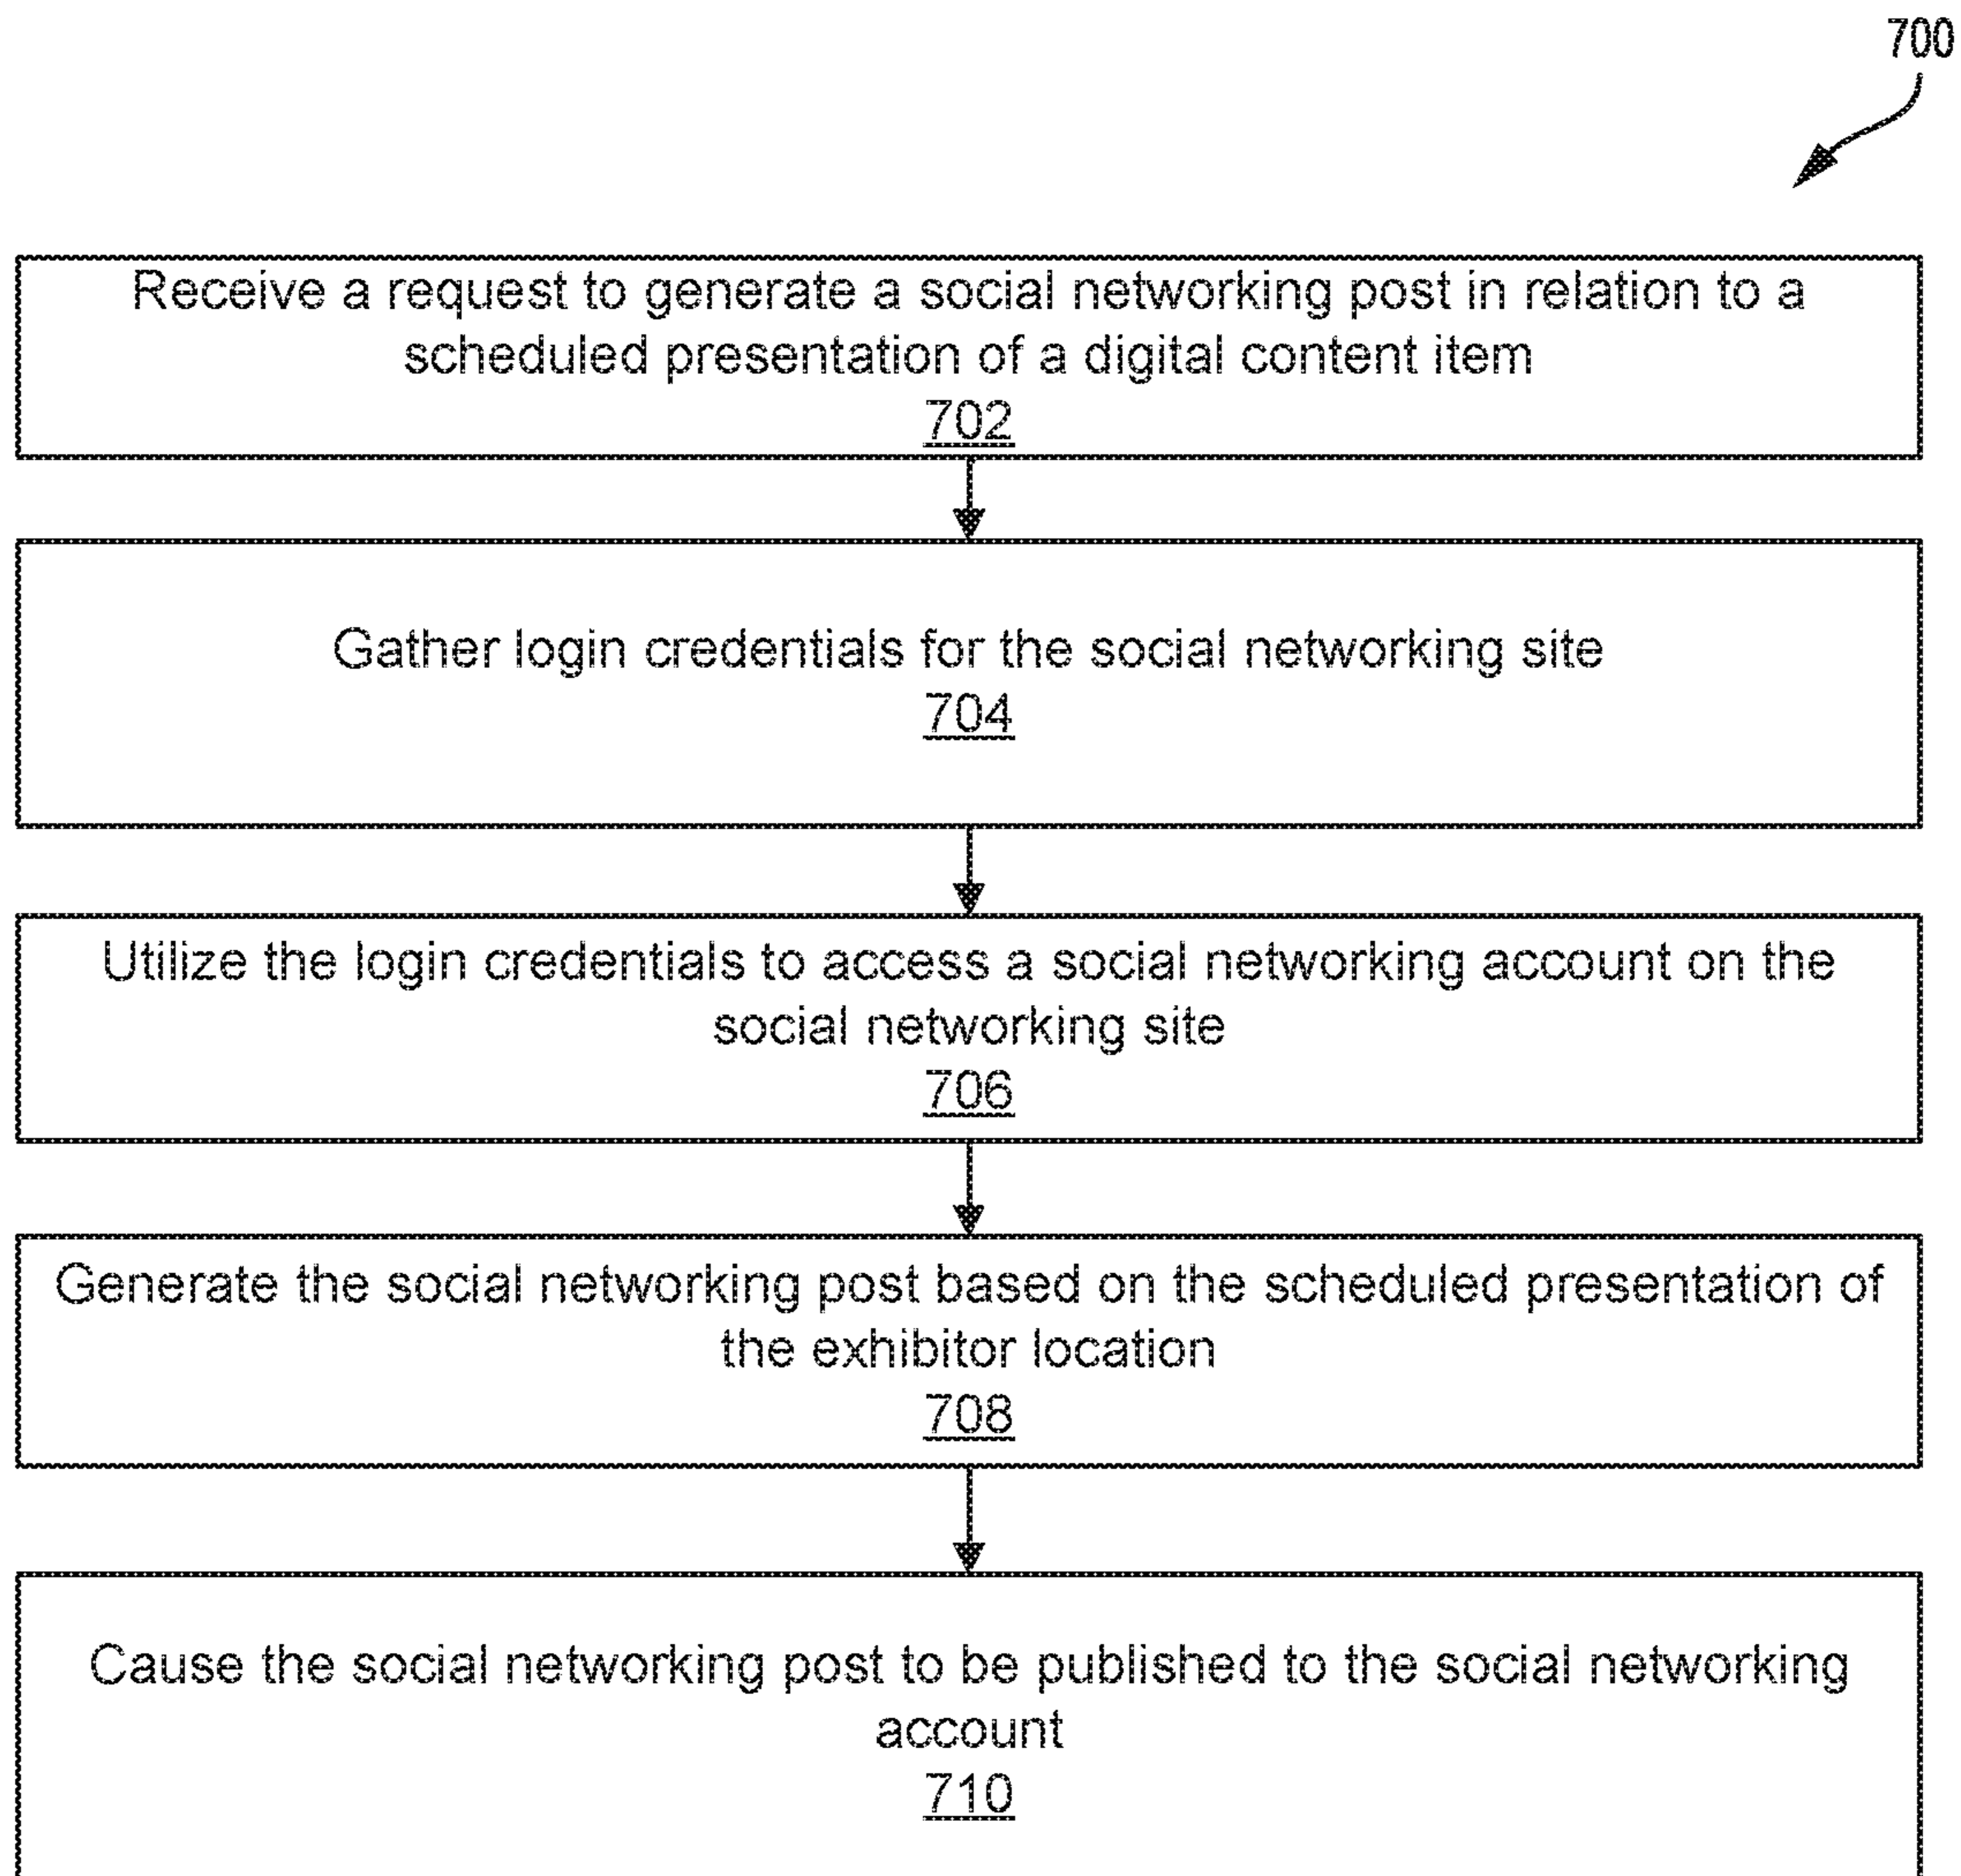 700
Receive a request to generate a social networking post in relation to a
scheduled presentation of a digital content item
702
Gather login credentials for the social networking site
704
Utilize the login credentials to access a social networking account on the
social networking site
706
Generate the social networking post based on the scheduled presentation of
the exhibitor location
708
Cause the social networking post to be published to the social networking
account
710